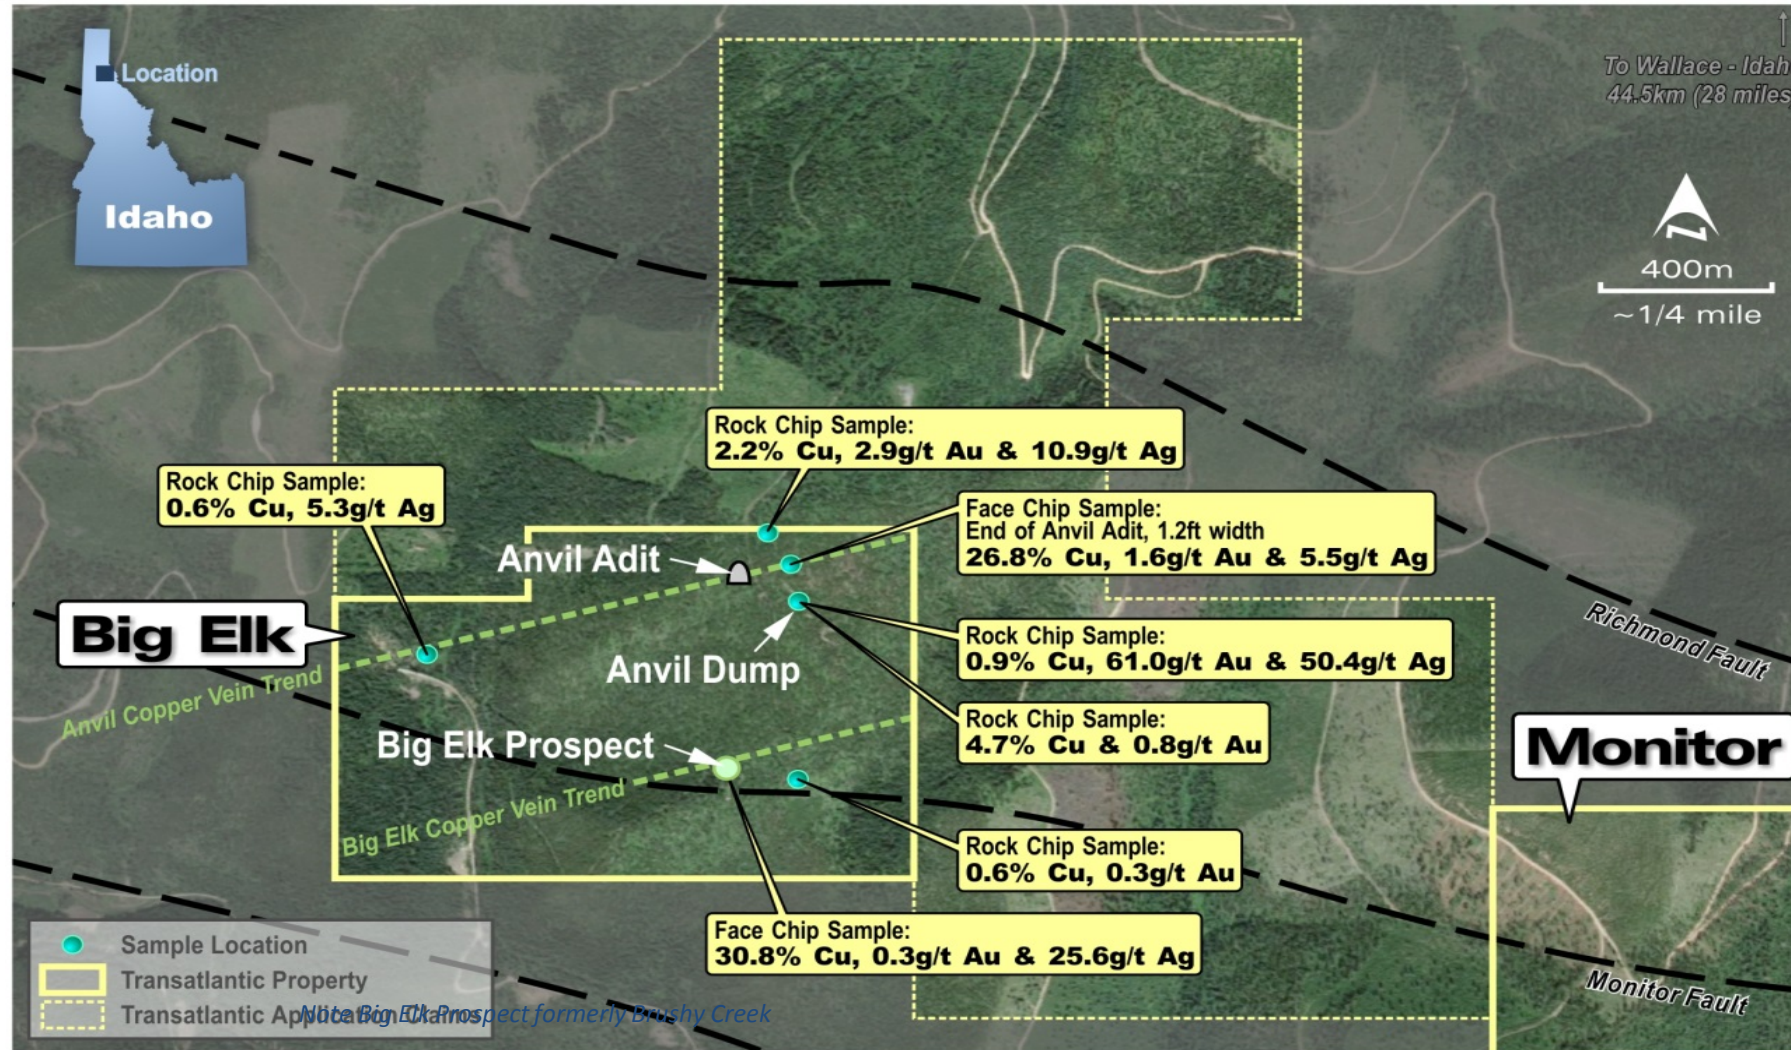 Location
Idaho
To Wallace - Idah
44.5km (28 miles
400m
~1/4 mile
Rock Chip Sample:
2.2% Cu, 2.9g/t Au & 10.9g/t Ag
Rock Chip Sample:
0.6% Cu, 5.3g/t Ag
Face Chip Sample:
End of Anvil Adit, 1.2ft width
26.8% Cu, 1.6g/t Au & 5.5g/t Ag
Anvil Adit
Big Elk
Rock Chip Sample:
0.9% Cu, 61.0g/t Au & 50.4g/t Ag
Richmond Fault
Anvil Dump
Anvil Copper Vein Trend
Rock Chip Sample:
4.7% Cu & 0.8g/t Au
Big Elk Prospect
Monitor
Big Elk Copper Vein Trend
Rock Chip Sample:
0.6% Cu, 0.3g/t Au
Face Chip Sample:
30.8% Cu, 0.3g/t Au & 25.6g/t Ag
Monitor Fault
Sample Location
Transatlantic Property
Transatlantic Application Claims
Note Big Elk Prospect formerly Brushy Creek